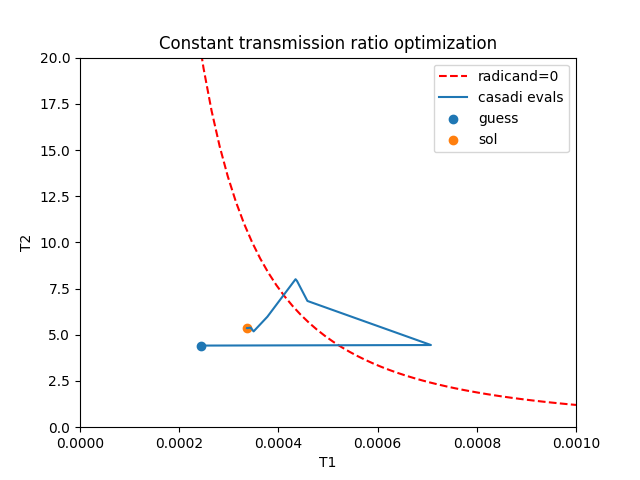 Constant transmission ratio optimization
20.0
17.5
15.0
12.5
10.0
7.5
5.0
2.5
0.0
T2
radicand=0
casadi evals
guess
sol
0.0000
0.0002
0.0004
0.0006
0.0008
0.0010
T1